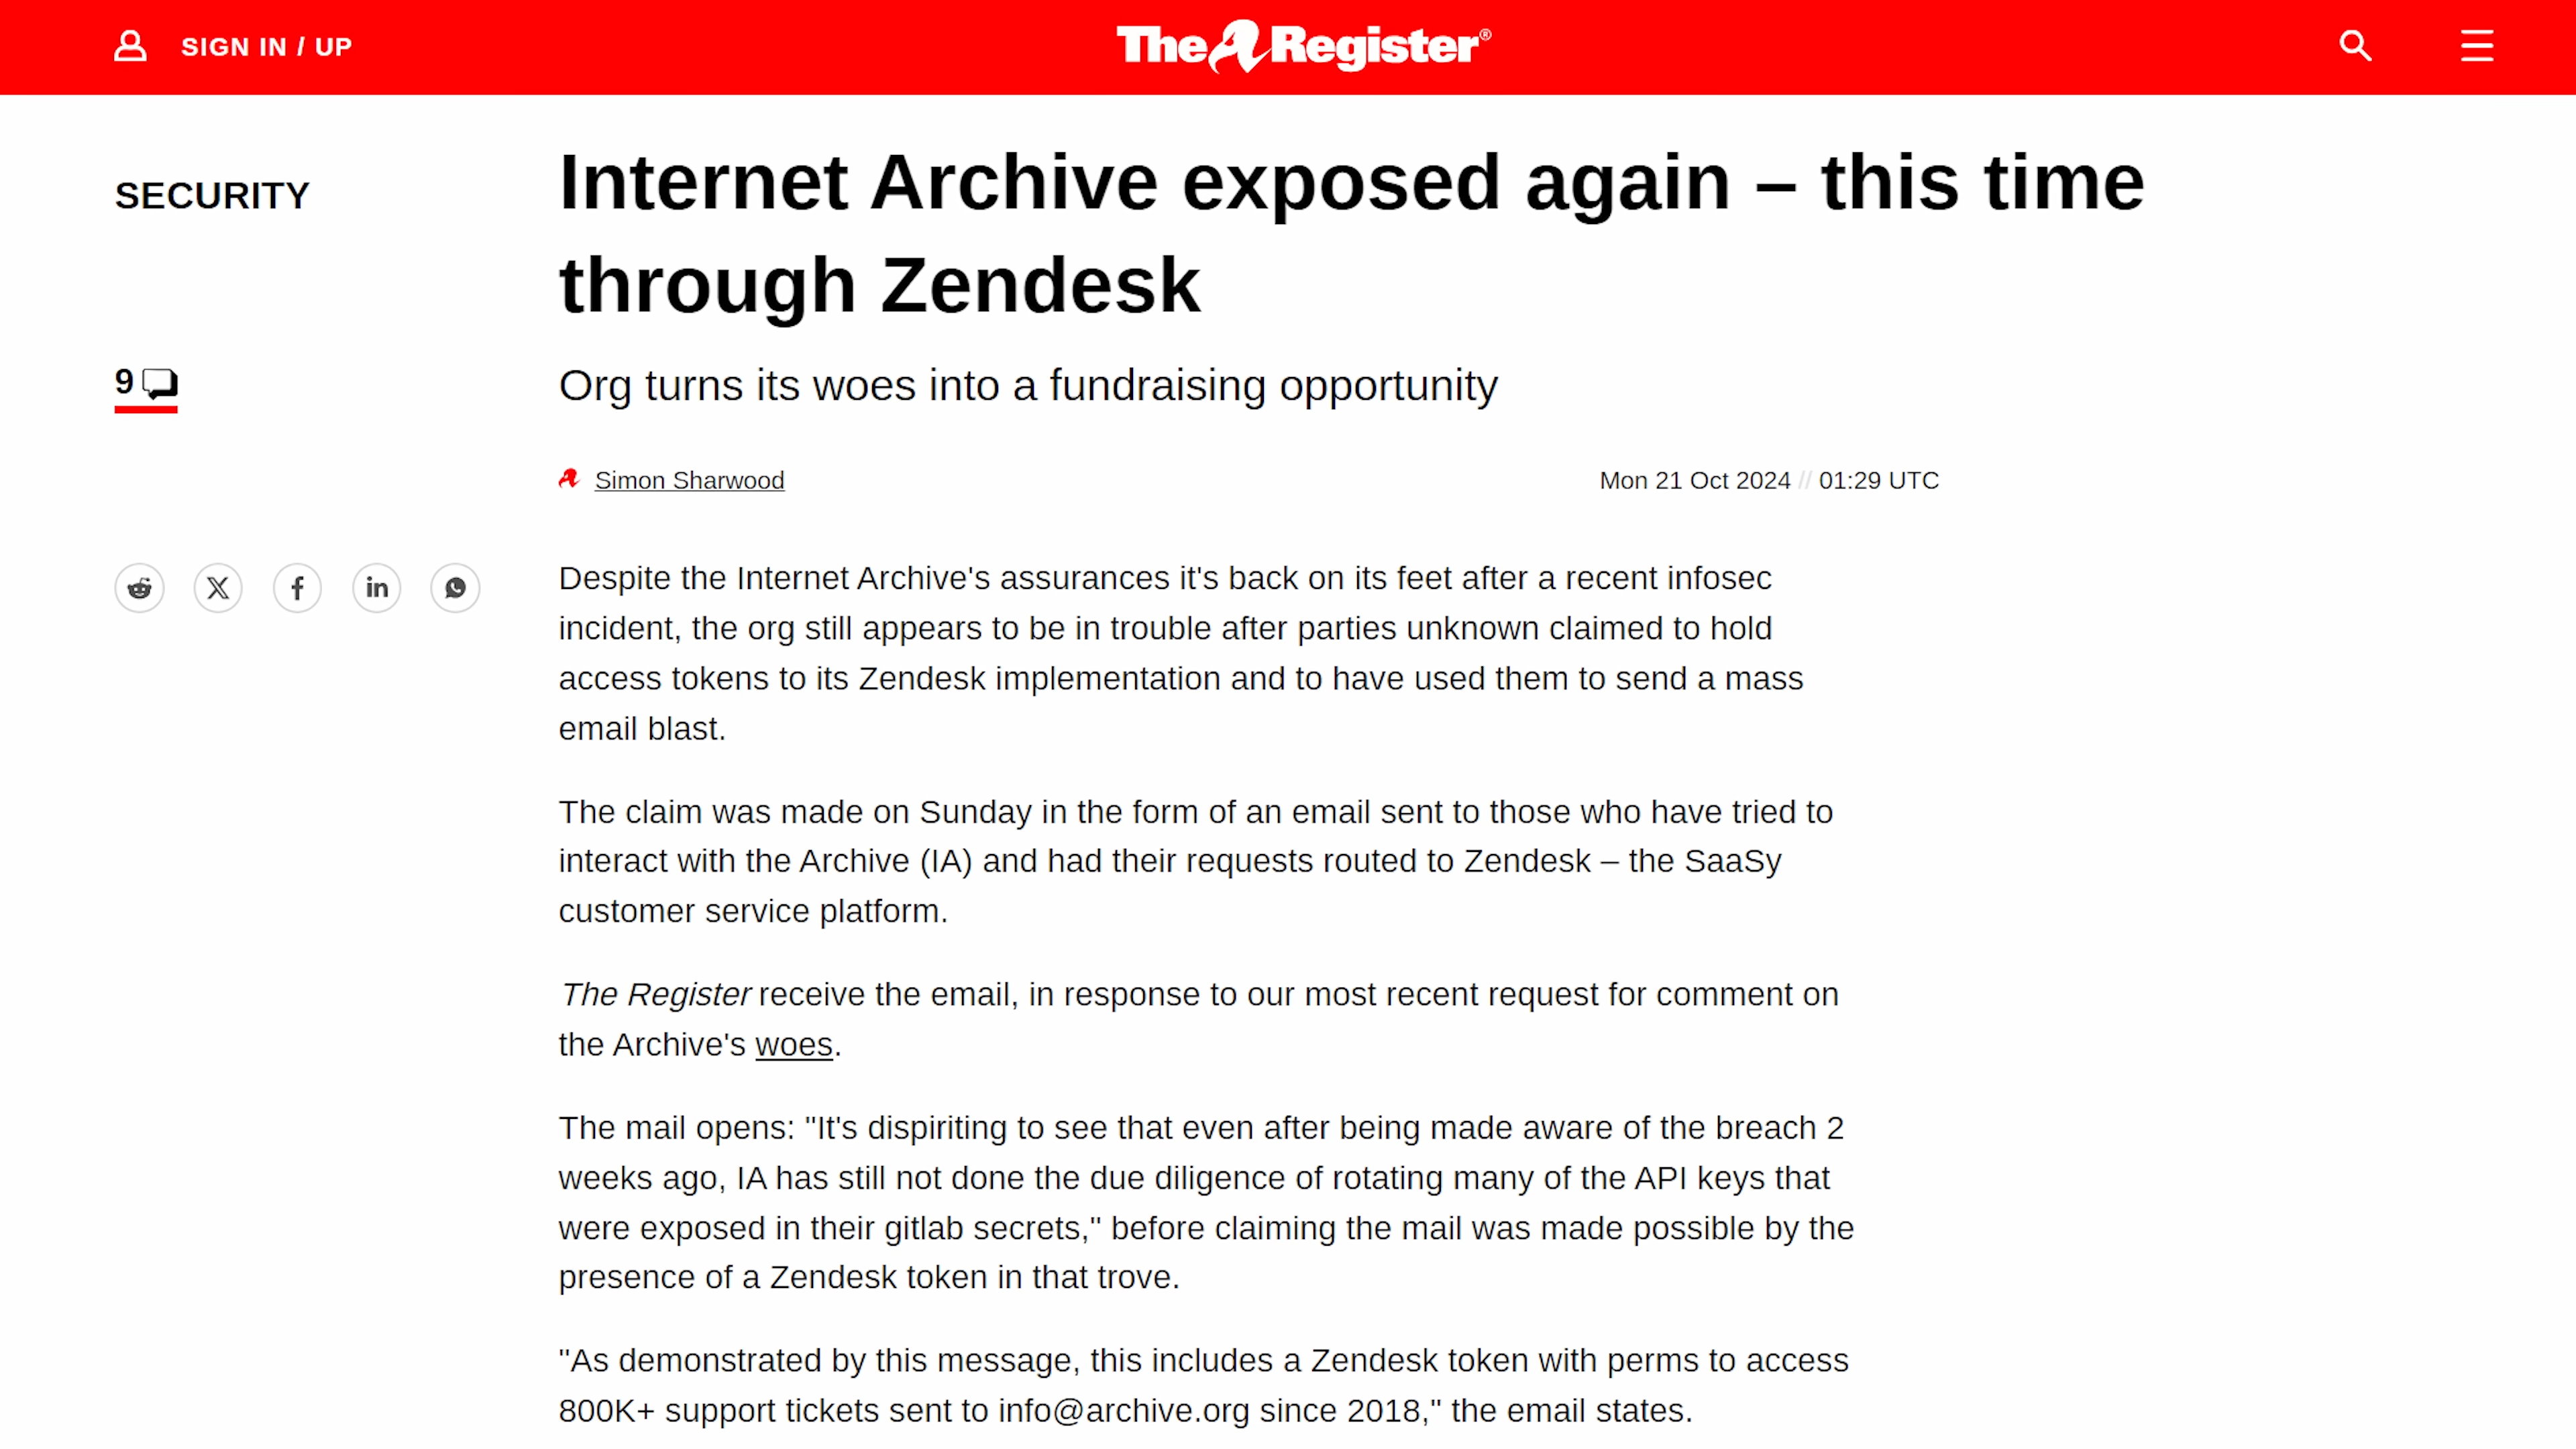 SIGN IN / UP
The Register®
SECURITY
Internet Archive exposed again – this time
through Zendesk
9
Org turns its woes into a fundraising opportunity
Simon Sharwood
Mon 21 Oct 2024 // 01:29 UTC
Despite the Internet Archive's assurances it's back on its feet after a recent infosec
incident, the org still appears to be in trouble after parties unknown claimed to hold
access tokens to its Zendesk implementation and to have used them to send a mass
email blast.
The claim was made on Sunday in the form of an email sent to those who have tried to
interact with the Archive (IA) and had their requests routed to Zendesk – the SaaSy
customer service platform.
The Register receive the email, in response to our most recent request for comment on
the Archive's woes.
The mail opens: "It's dispiriting to see that even after being made aware of the breach 2
weeks ago, IA has still not done the due diligence of rotating many of the API keys that
were exposed in their gitlab secrets," before claiming the mail was made possible by the
presence of a Zendesk token in that trove.
"As demonstrated by this message, this includes a Zendesk token with perms to access
800K+ support tickets sent to info@archive.org since 2018," the email states.